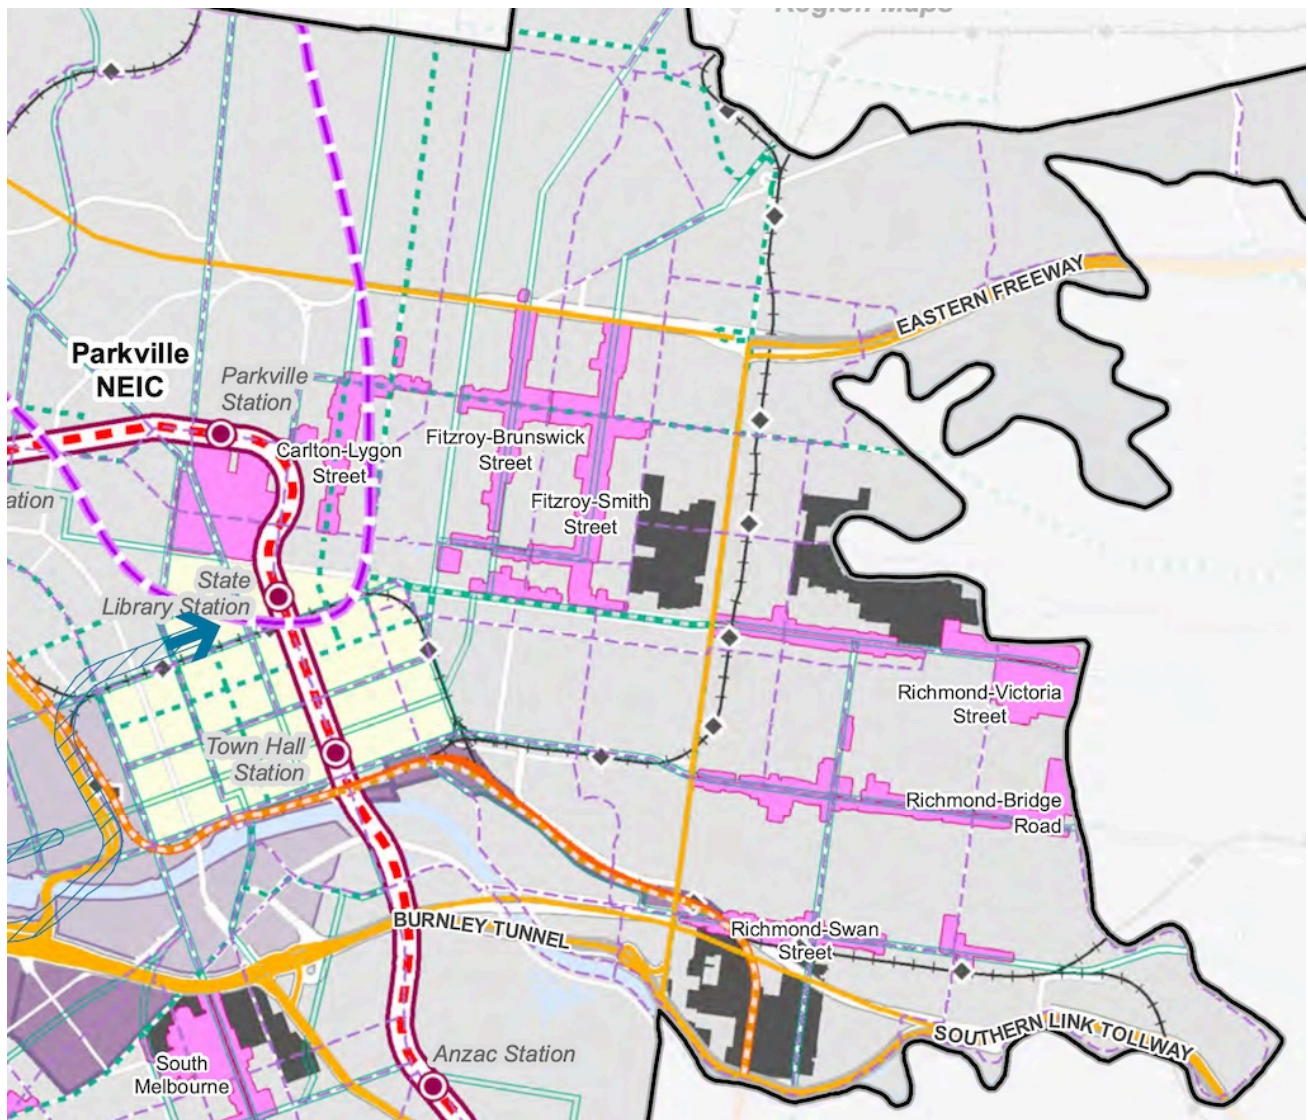 Region Maps
EASTERN FREEWAY
Parkville
NEIC
Parkville
Station
Carlton-Lygon
Street
Fitzroy-Brunswick
Street
Fitzroy-Smith
Street
ation
State
Library Station
Richmond-Victoria
Street
Town Hall
Station
Richmond-Bridge
Road
BURNLEY TUNNEL
Richmond-Swan
Street
SOUTHERN LINK TOLLWAY
Anzac Station
South
Melbourne